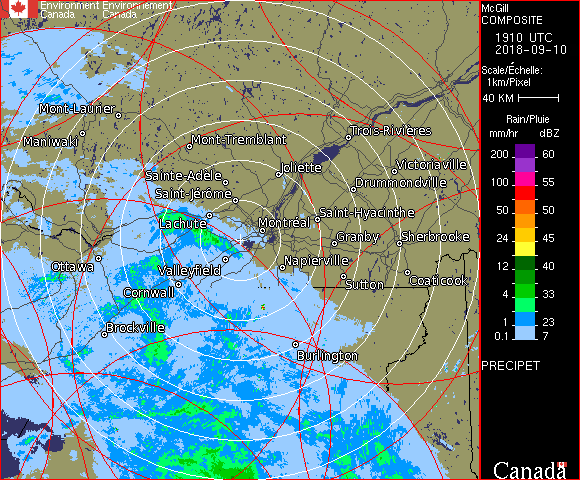 Environment Environnement
Canada Canada
McGill
COMPOSITE
1910 UTC
2018-09-10
Scale/Échelle:
1km/Pixel
40 KM
Rain/Pluie
mm/hr dBZ
200 60
100 55
50 50
24 45
12 40
4 33
1 23
0.1 7
PRECIPET
Mont-Laurier
Maniwaki
Mont-Tremblant
Trois-Rivières
Joliette
Victoriaville
Sainte-Adèle
Drummondville
Saint-Jérôme
Lachute
Saint-Hyacinthe
Montréal
Granby
Sherbrooke
Ottawa
Valleyfield
Napierville
Cornwall
Sutton
Coaticook
Brockville
Burlington
Canada